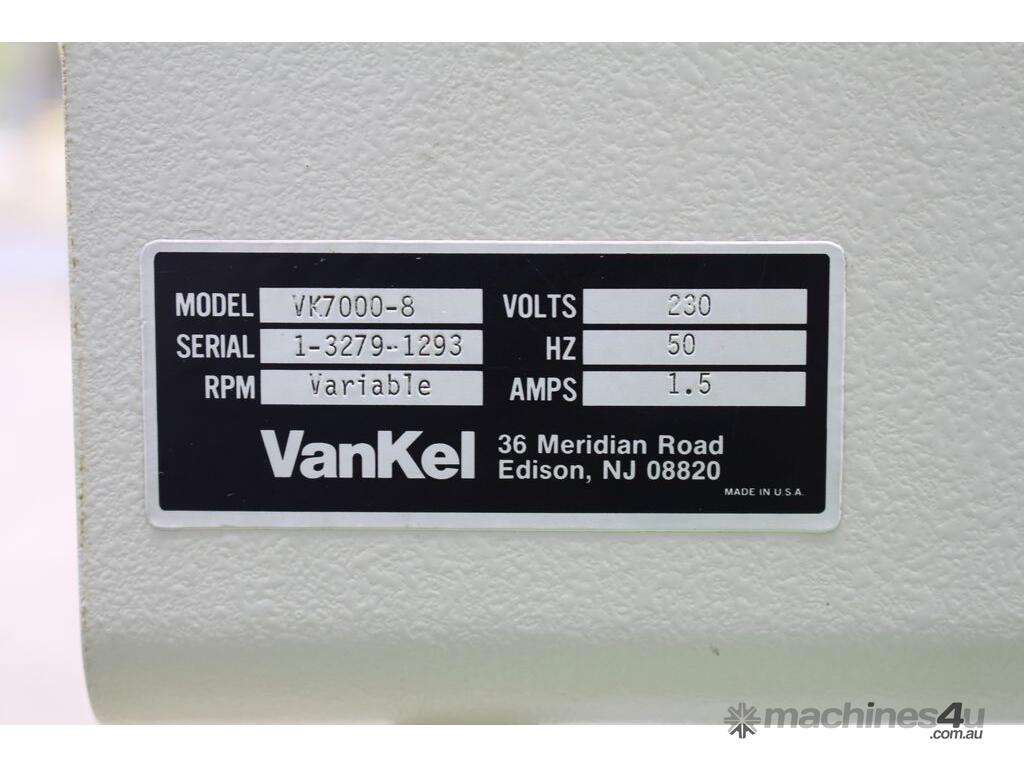 MODEL VK7000-8 VOLTS 230
SERIAL 1-3279-1293 HZ 50
RPM Variable AMPS 1.5
VanKel 36 Meridian Road
Edison, NJ 08820
MADE IN U.S.A.
machines4u
.com.au